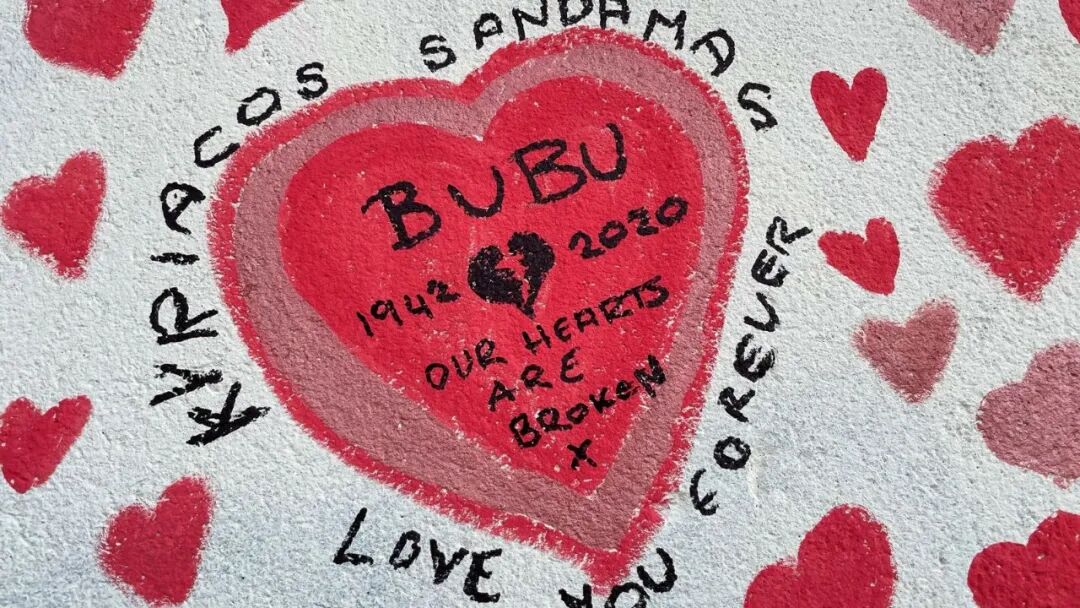 KYRIACOS SANDAMAS
BUBU
1942 2020
OUR HEARTS
ARE
BROKEN
X
LOVE YOU FOREVER